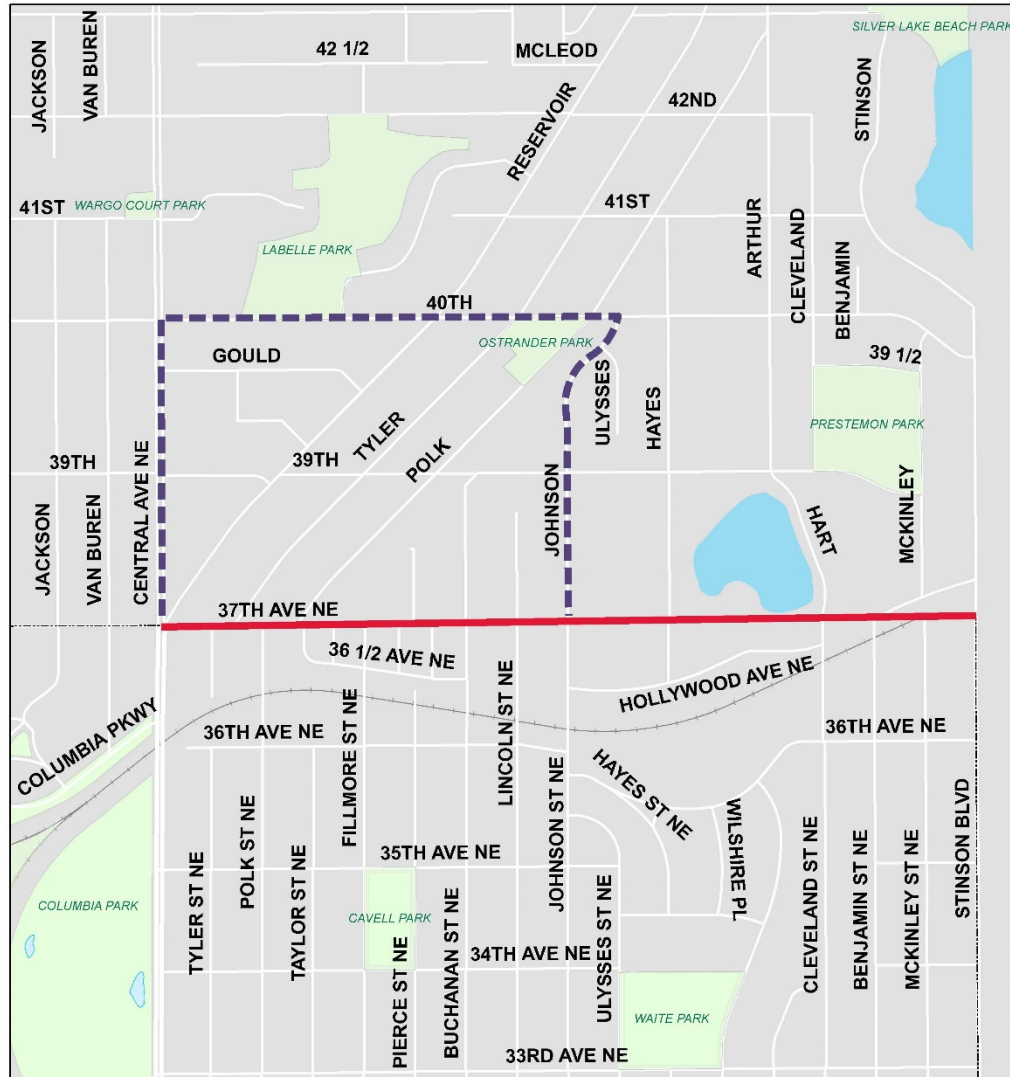 SILVER LAKE BEACH PARK
42 1/2
MCLEOD
JACKSON
VAN BUREN
RESERVOIR
42ND
STINSON
41ST
WARGO COURT PARK
41ST
LABELLE PARK
ARTHUR
CLEVELAND
BENJAMIN
40TH
OSTRANDER PARK
GOULD
39 1/2
ULYSSES
HAYES
PRESTEMON PARK
TYLER
POLK
39TH
39TH
JOHNSON
CENTRAL AVE NE
JACKSON
VAN BUREN
MCKINLEY
HART
37TH AVE NE
36 1/2 AVE NE
HOLLYWOOD AVE NE
COLUMBIA PKWY
36TH AVE NE
36TH AVE NE
FILLMORE ST NE
LINCOLN ST NE
HAYES ST NE
JOHNSON ST NE
WILSHIRE PL
35TH AVE NE
COLUMBIA PARK
CAVELL PARK
TYLER ST NE
POLK ST NE
TAYLOR ST NE
PIERCE ST NE
BUCHANAN ST NE
34TH AVE NE
ULYSSES ST NE
CLEVELAND ST NE
BENJAMIN ST NE
MCKINLEY ST NE
STINSON BLVD
WAITE PARK
33RD AVE NE